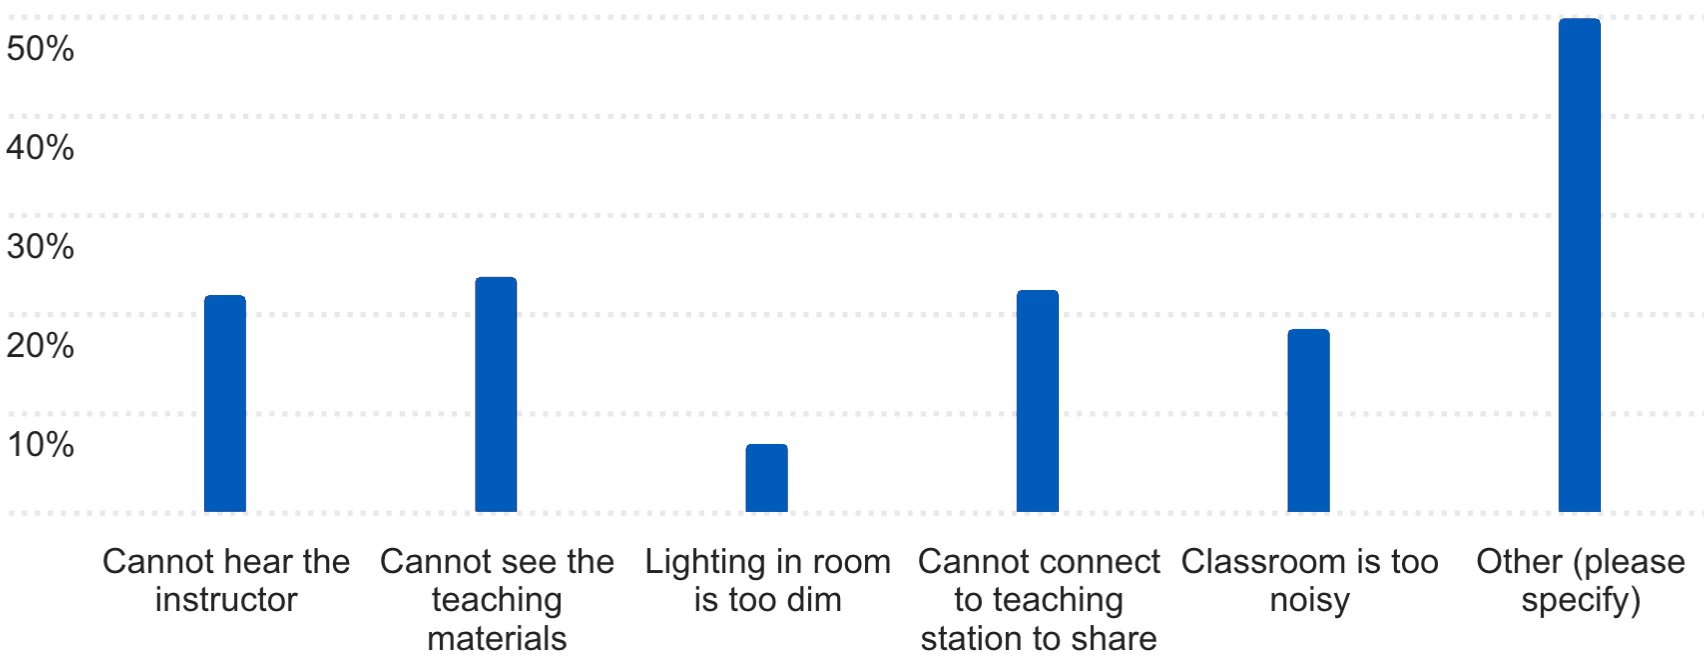 50%
40%
30%
20%
10%
Cannot hear the
instructor
Cannot see the
teaching
materials
Lighting in room
is too dim
Cannot connect
to teaching
station to share
Classroom is too
noisy
Other (please
specify)